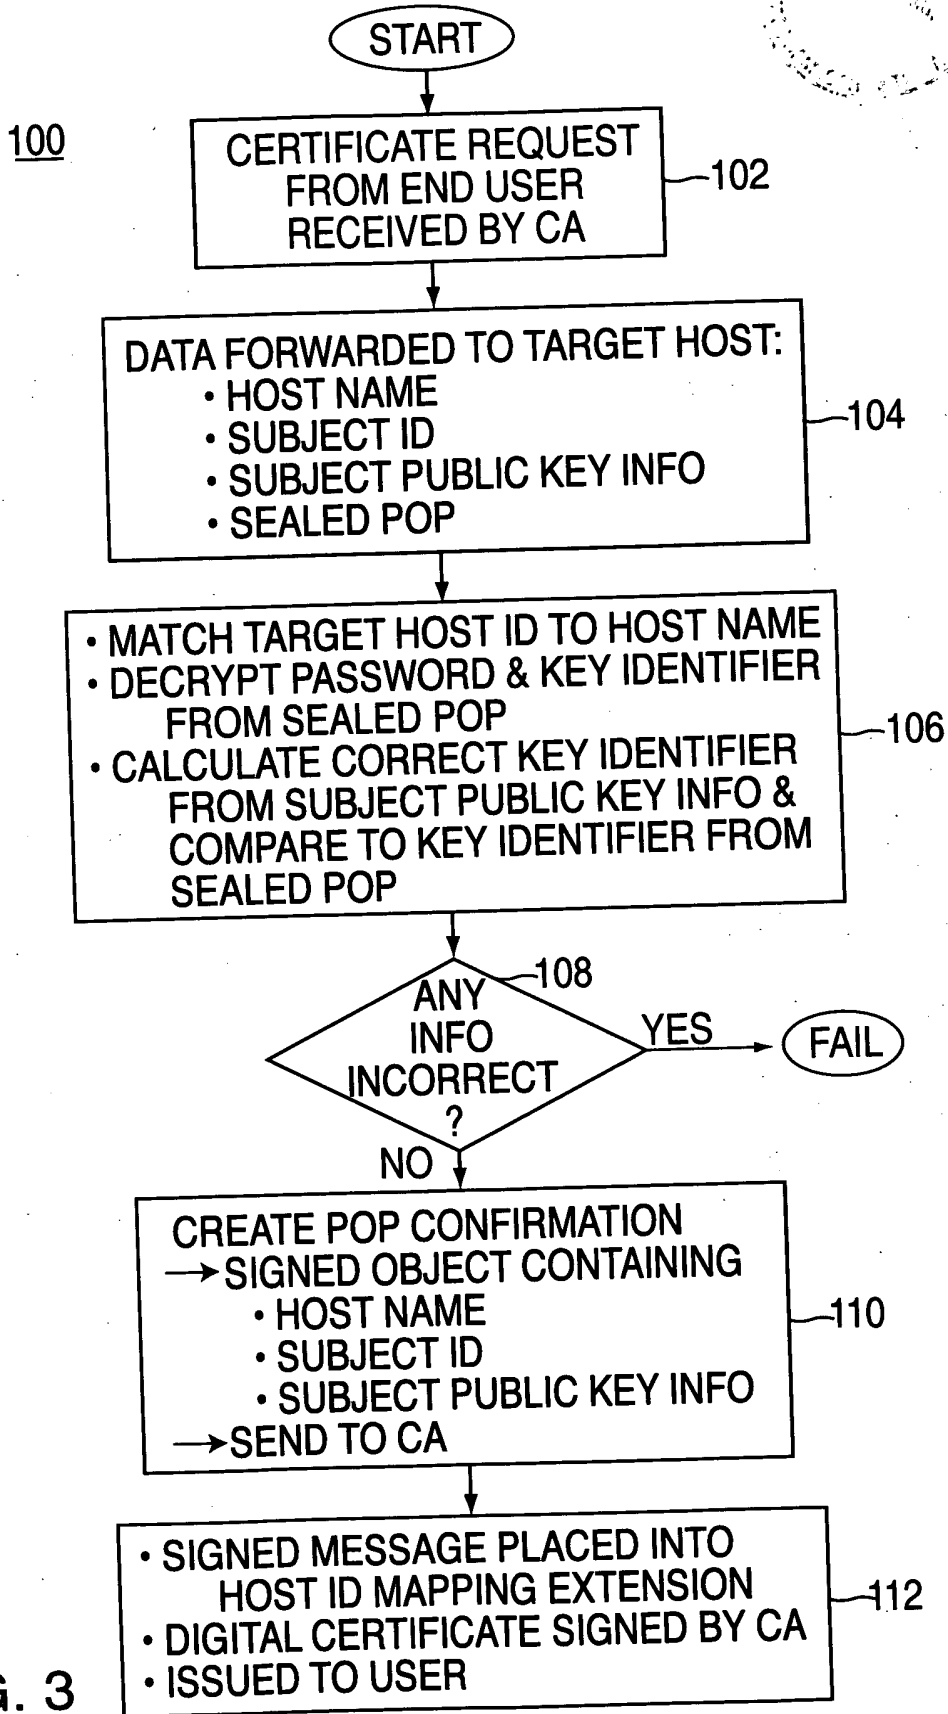 START
100
CERTIFICATE REQUEST
FROM END USER
RECEIVED BY CA
102
DATA FORWARDED TO TARGET HOST:
• HOST NAME
• SUBJECT ID
• SUBJECT PUBLIC KEY INFO
• SEALED POP
104
• MATCH TARGET HOST ID TO HOST NAME
• DECRYPT PASSWORD & KEY IDENTIFIER
FROM SEALED POP
• CALCULATE CORRECT KEY IDENTIFIER
FROM SUBJECT PUBLIC KEY INFO &
COMPARE TO KEY IDENTIFIER FROM
SEALED POP
106
108
ANY
INFO
INCORRECT
?
YES
FAIL
NO
CREATE POP CONFIRMATION
→SIGNED OBJECT CONTAINING
• HOST NAME
• SUBJECT ID
• SUBJECT PUBLIC KEY INFO
→SEND TO CA
110
• SIGNED MESSAGE PLACED INTO
HOST ID MAPPING EXTENSION
• DIGITAL CERTIFICATE SIGNED BY CA
• ISSUED TO USER
112
G. 3